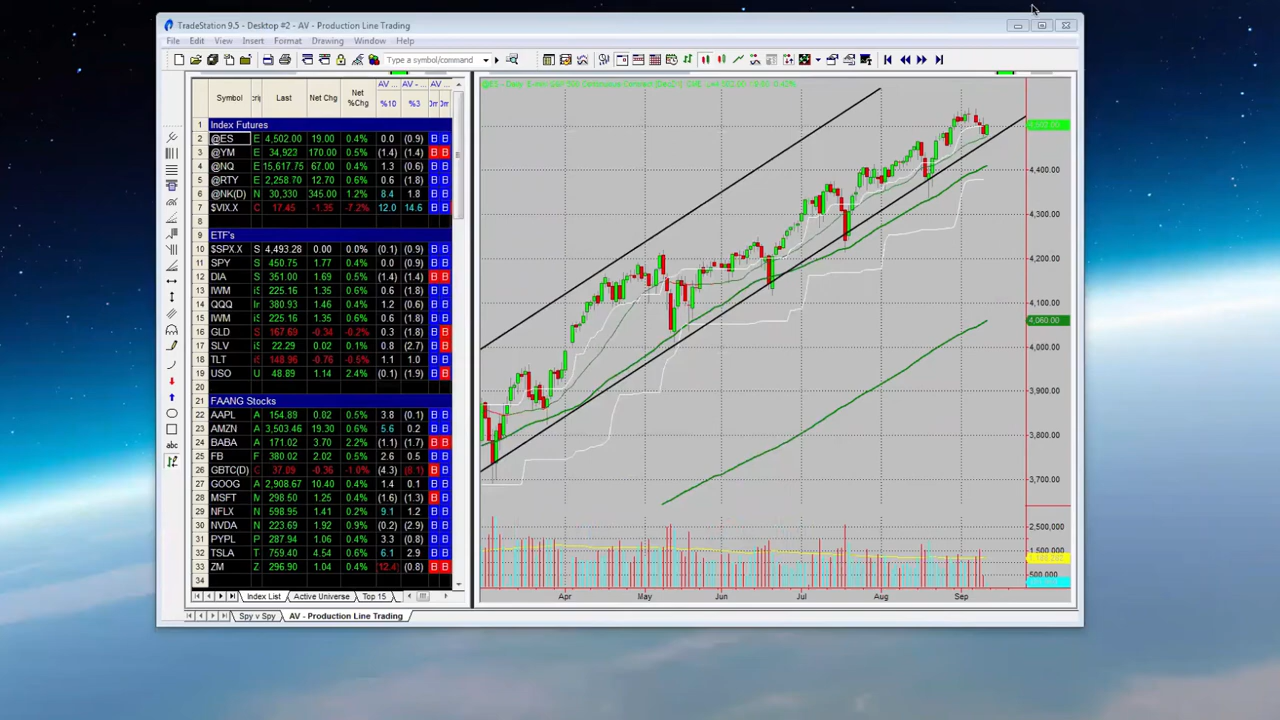 TradeStation 9.5 - Desktop #2 - AV - Production Line Trading
File Edit View Insert Format Drawing Window Help
Type a symbol/command
AV ... AV - ... AV ...
Symbol Last Net Chg Net %Chg %10 %3
1 Index Futures
2 @ES E 4,502.00 19.00 0.4% 0.0 (0.9) B B
3 @YM E 34,923 170.00 0.5% (1.4) (1.4) B B
4 @NQ E 15,617.75 67.00 0.4% 1.3 (0.6) B B
5 @RTY E 2,258.70 12.70 0.6% 0.6 (1.8) B B
6 @NK(D) N 30,330 345.00 1.2% 8.4 1.8 B B
7 $VIX.X C 17.45 -1.35 -7.2% 12.0 14.6
8
9 ETF's
10 $SPX.X S 4,493.28 0.00 0.0% (0.1) (0.9) B B
11 SPY S 450.75 1.77 0.4% 0.0 (0.9) B B
12 DIA S 351.00 1.69 0.5% (1.4) (1.4) B B
13 IWM iS 225.16 1.35 0.6% 0.6 (1.8) B B
14 QQQ In 380.93 1.46 0.4% 1.2 (0.6) B B
15 IWM iS 225.16 1.35 0.6% 0.6 (1.8) B B
16 GLD S 167.69 -0.34 -0.2% 0.3 (1.8) B B
17 SLV iS 22.29 0.02 0.1% 0.8 (2.7) B B
18 TLT iS 148.96 -0.76 -0.5% 1.1 1.0 B B
19 USO U 48.89 1.14 2.4% (0.1) (1.9) B B
20
21 FAANG Stocks
22 AAPL A 154.89 0.02 0.5% 3.8 (0.1) B B
23 AMZN A 3,503.46 19.30 0.6% 5.6 0.2 B B
24 BABA A 171.02 3.70 2.2% (1.1) (1.7) B B
25 FB F 380.02 2.02 0.5% 2.6 0.5 B B
26 GBTC(D) C 37.09 -0.36 -1.0% (4.3) (8.1) B B
27 GOOG A 2,908.67 10.40 0.4% 1.4 0.1 B B
28 MSFT M 298.50 1.25 0.4% (1.6) (1.3) B B
29 NFLX N 598.95 1.41 0.2% 9.1 1.2 B B
30 NVDA N 223.69 1.92 0.9% (0.2) (2.9) B B
31 PYPL P 287.94 1.06 0.4% 3.3 (0.8) B B
32 TSLA T 759.40 4.54 0.6% 6.1 2.9 B B
33 ZM Z 296.90 1.04 0.4% (12.4) (0.8) B B
34
abc
4,502.00
4,400.00
4,300.00
4,200.00
4,100.00
4,060.00
4,000.00
3,900.00
3,800.00
3,700.00
2,500,000
1,500,000
500,000
Apr May Jun Jul Aug Sep
Index List Active Universe Top 15
Spy v Spy AV - Production Line Trading